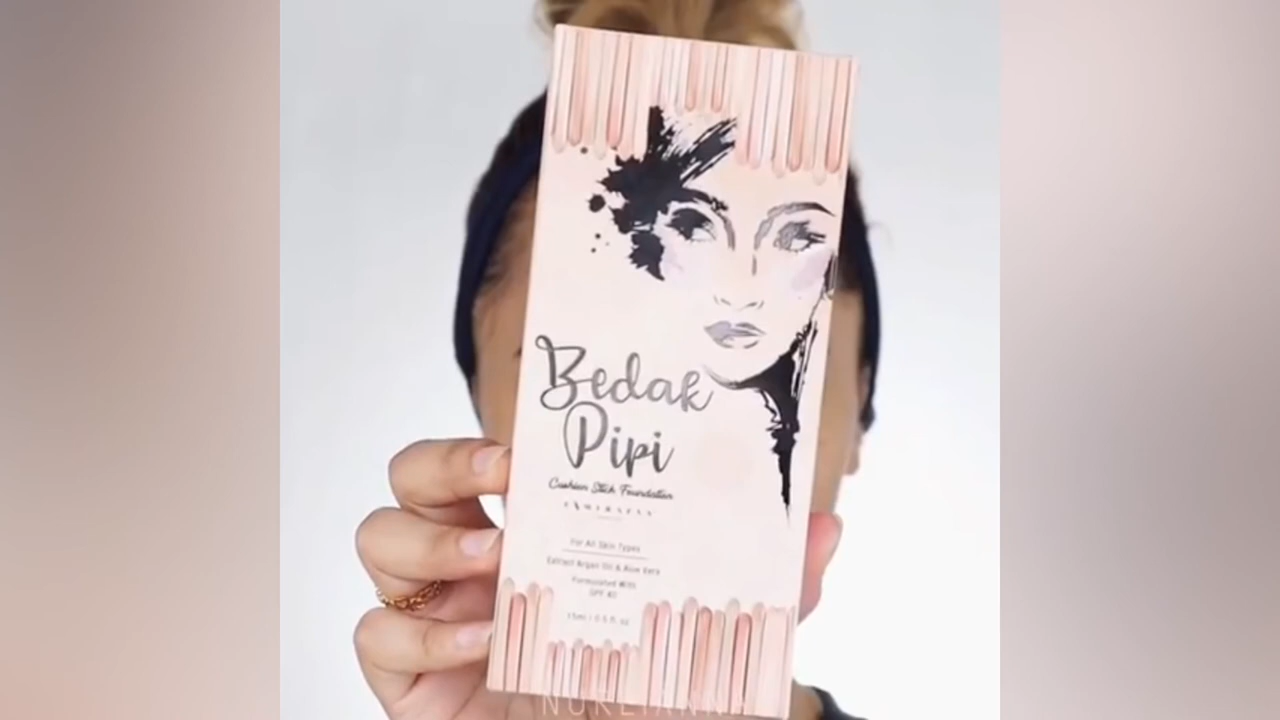 Bedak
Pipi
Cushion Stick Foundation
For All Skin Types
Extract Argan Oil & Aloe Vera
Formulated With
SPF 40
15ml | 0.5 fl. oz